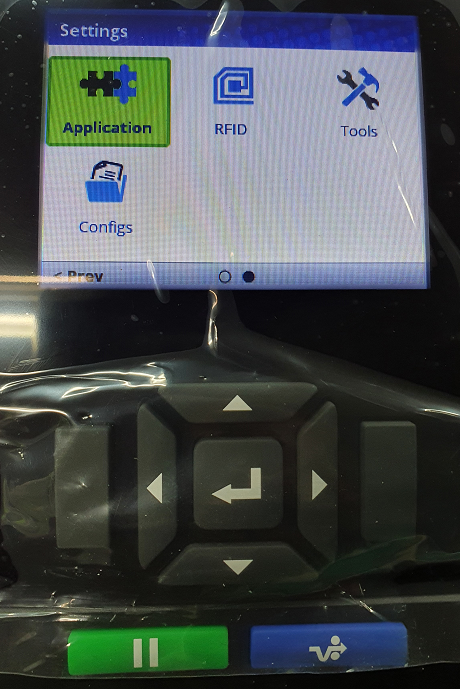 Settings
Application
RFID
Tools
Configs
< Prev